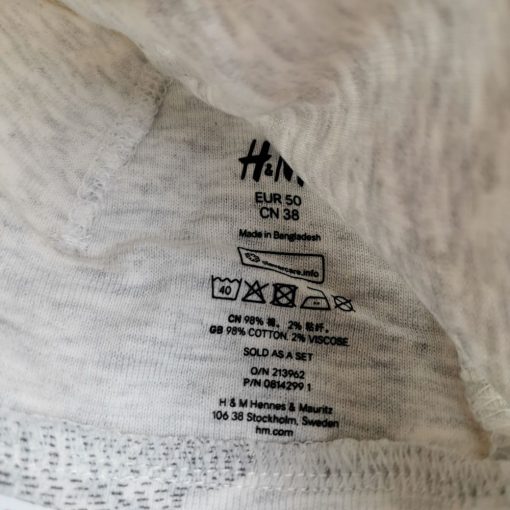 H&M
EUR 50
CN 38
Made in Bangladesh
clevercare.info
40
CN 98% 棉, 2% 粘纤.
GB 98% COTTON. 2% VISCOSE
SOLD AS A SET
O/N 213962
P/N 0814299 1
H & M Hennes & Mauritz
106 38 Stockholm, Sweden
hm.com